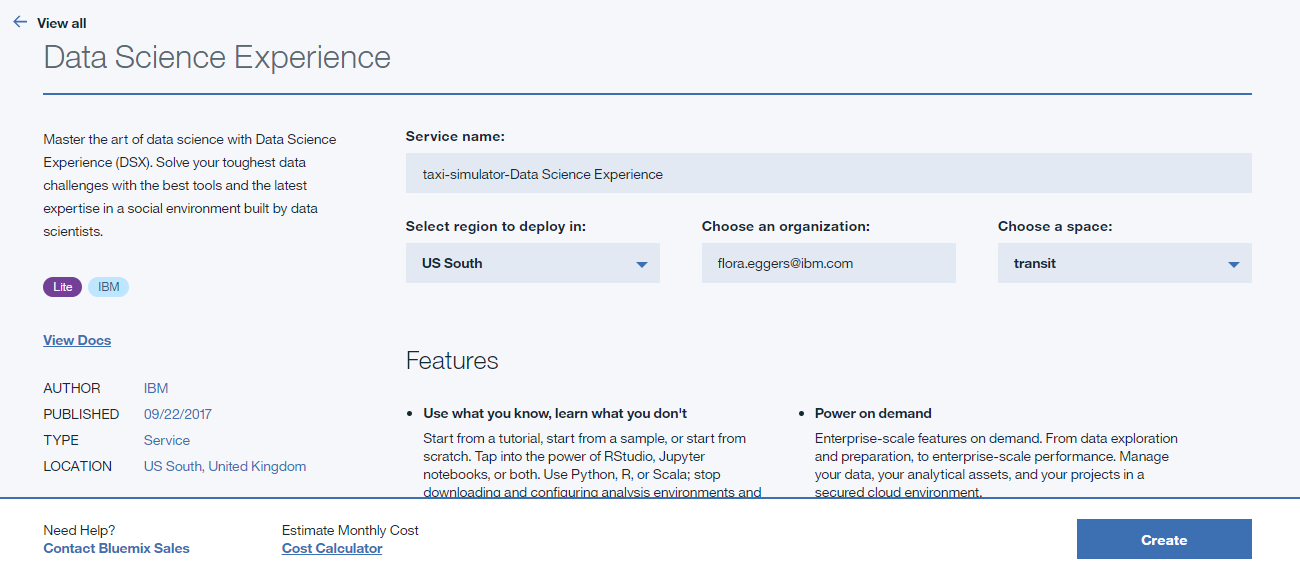 View all
Data Science Experience
Master the art of data science with Data Science
Experience (DSX). Solve your toughest data
challenges with the best tools and the latest
expertise in a social environment built by data
scientists.
Lite
IBM
View Docs
AUTHOR IBM
PUBLISHED 09/22/2017
TYPE Service
LOCATION US South, United Kingdom
Service name:
taxi-simulator-Data Science Experience
Select region to deploy in:
US South
Choose an organization:
flora.eggers@ibm.com
Choose a space:
transit
Features
• Use what you know, learn what you don't
Start from a tutorial, start from a sample, or start from
scratch. Tap into the power of RStudio, Jupyter
notebooks, or both. Use Python, R, or Scala; stop
downloading and configuring analysis environments and
• Power on demand
Enterprise-scale features on demand. From data exploration
and preparation, to enterprise-scale performance. Manage
your data, your analytical assets, and your projects in a
secured cloud environment.
Need Help?
Contact Bluemix Sales
Estimate Monthly Cost
Cost Calculator
Create